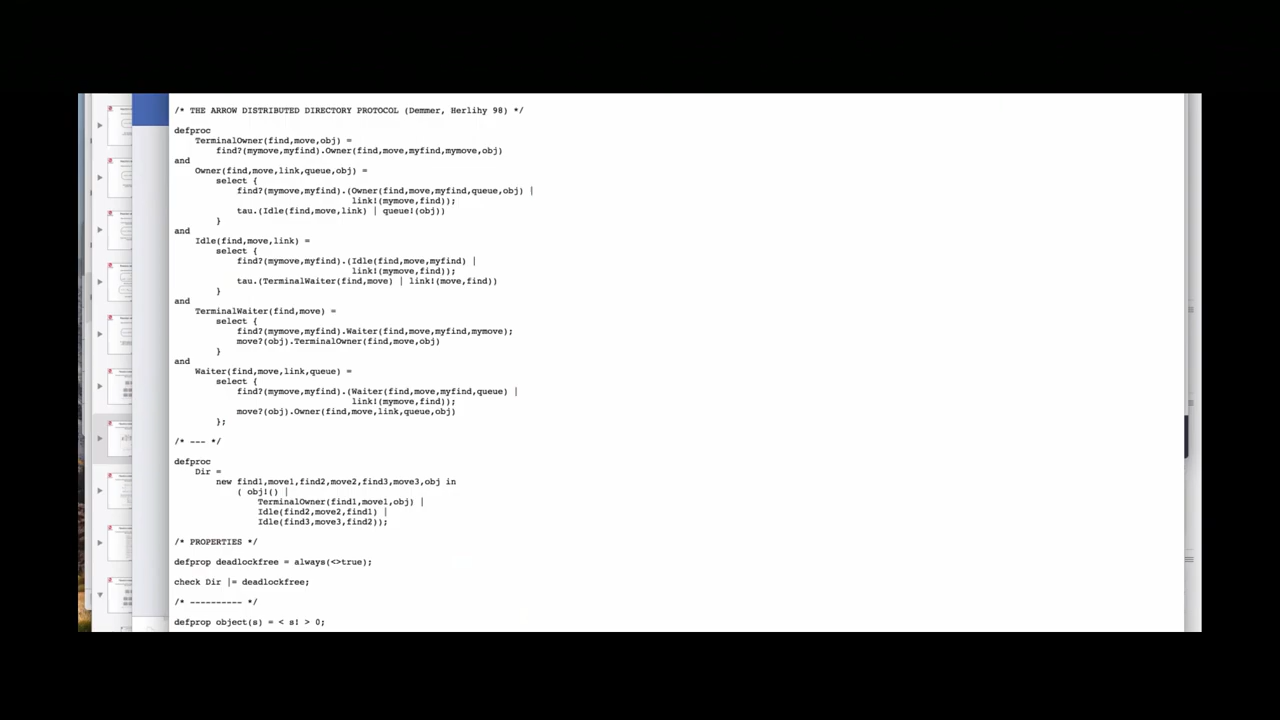 /* THE ARROW DISTRIBUTED DIRECTORY PROTOCOL (Demmer, Herlihy 98) */
defproc
TerminalOwner(find,move,obj) =
find?(mymove,myfind).Owner(find,move,myfind,mymove,obj)
and
Owner(find,move,link,queue,obj) =
select {
find?(mymove,myfind).(Owner(find,move,myfind,queue,obj) |
link!(mymove,find));
tau.(Idle(find,move,link) | queue!(obj))
}
and
Idle(find,move,link) =
select {
find?(mymove,myfind).(Idle(find,move,myfind) |
link!(mymove,find));
tau.(TerminalWaiter(find,move) | link!(move,find))
}
and
TerminalWaiter(find,move) =
select {
find?(mymove,myfind).Waiter(find,move,myfind,mymove);
move?(obj).TerminalOwner(find,move,obj)
}
and
Waiter(find,move,link,queue) =
select {
find?(mymove,myfind).(Waiter(find,move,myfind,queue) |
link!(mymove,find));
move?(obj).Owner(find,move,link,queue,obj)
};
/* --- */
defproc
Dir =
new find1,move1,find2,move2,find3,move3,obj in
( obj!() |
TerminalOwner(find1,move1,obj) |
Idle(find2,move2,find1) |
Idle(find3,move3,find2));
/* PROPERTIES */
defprop deadlockfree = always(<>true);
check Dir |= deadlockfree;
/* ---------- */
defprop object(s) = < s! > 0;